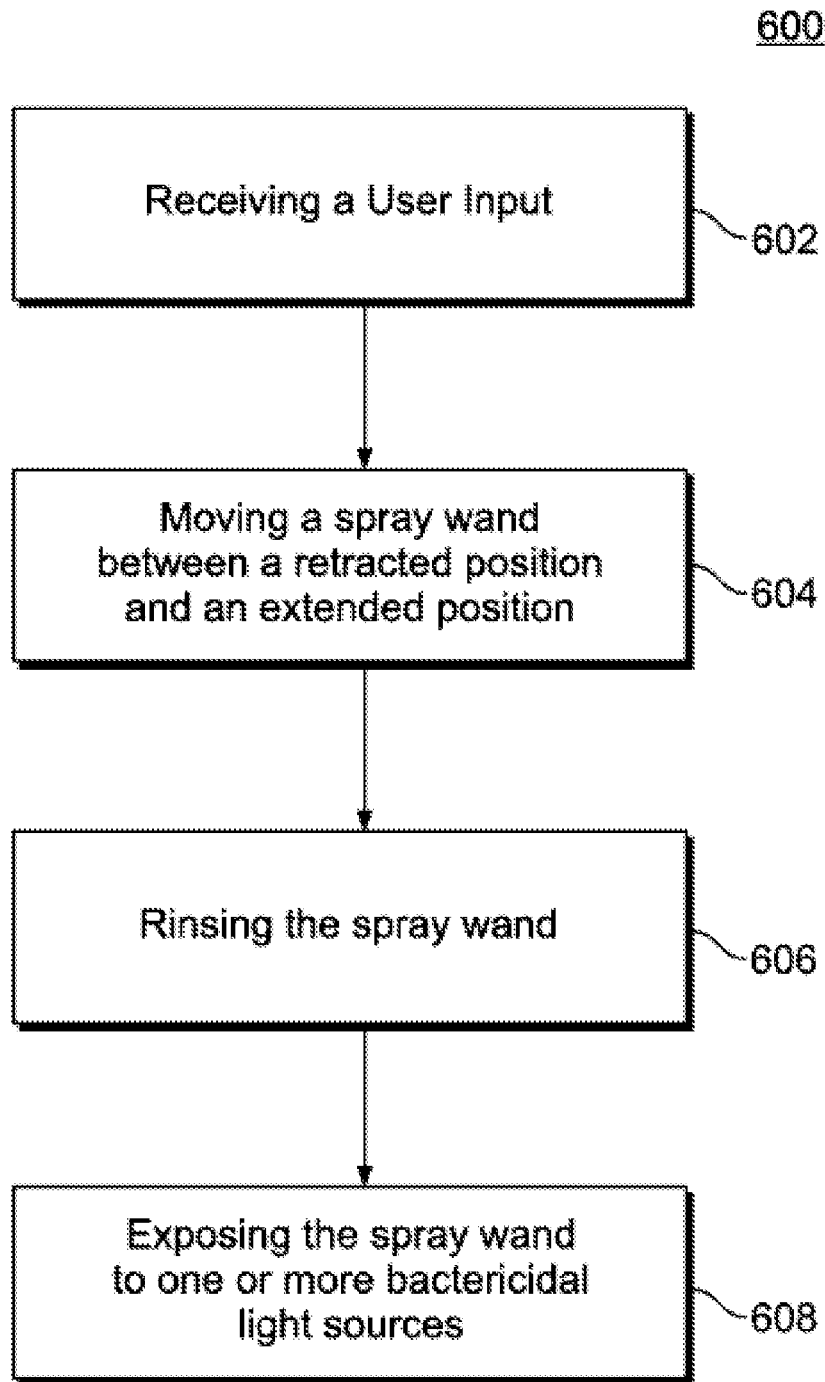 600
Receiving a User Input
602
Moving a spray wand
between a retracted position
and an extended position
604
Rinsing the spray wand
606
Exposing the spray wand
to one or more bactericidal
light sources
608